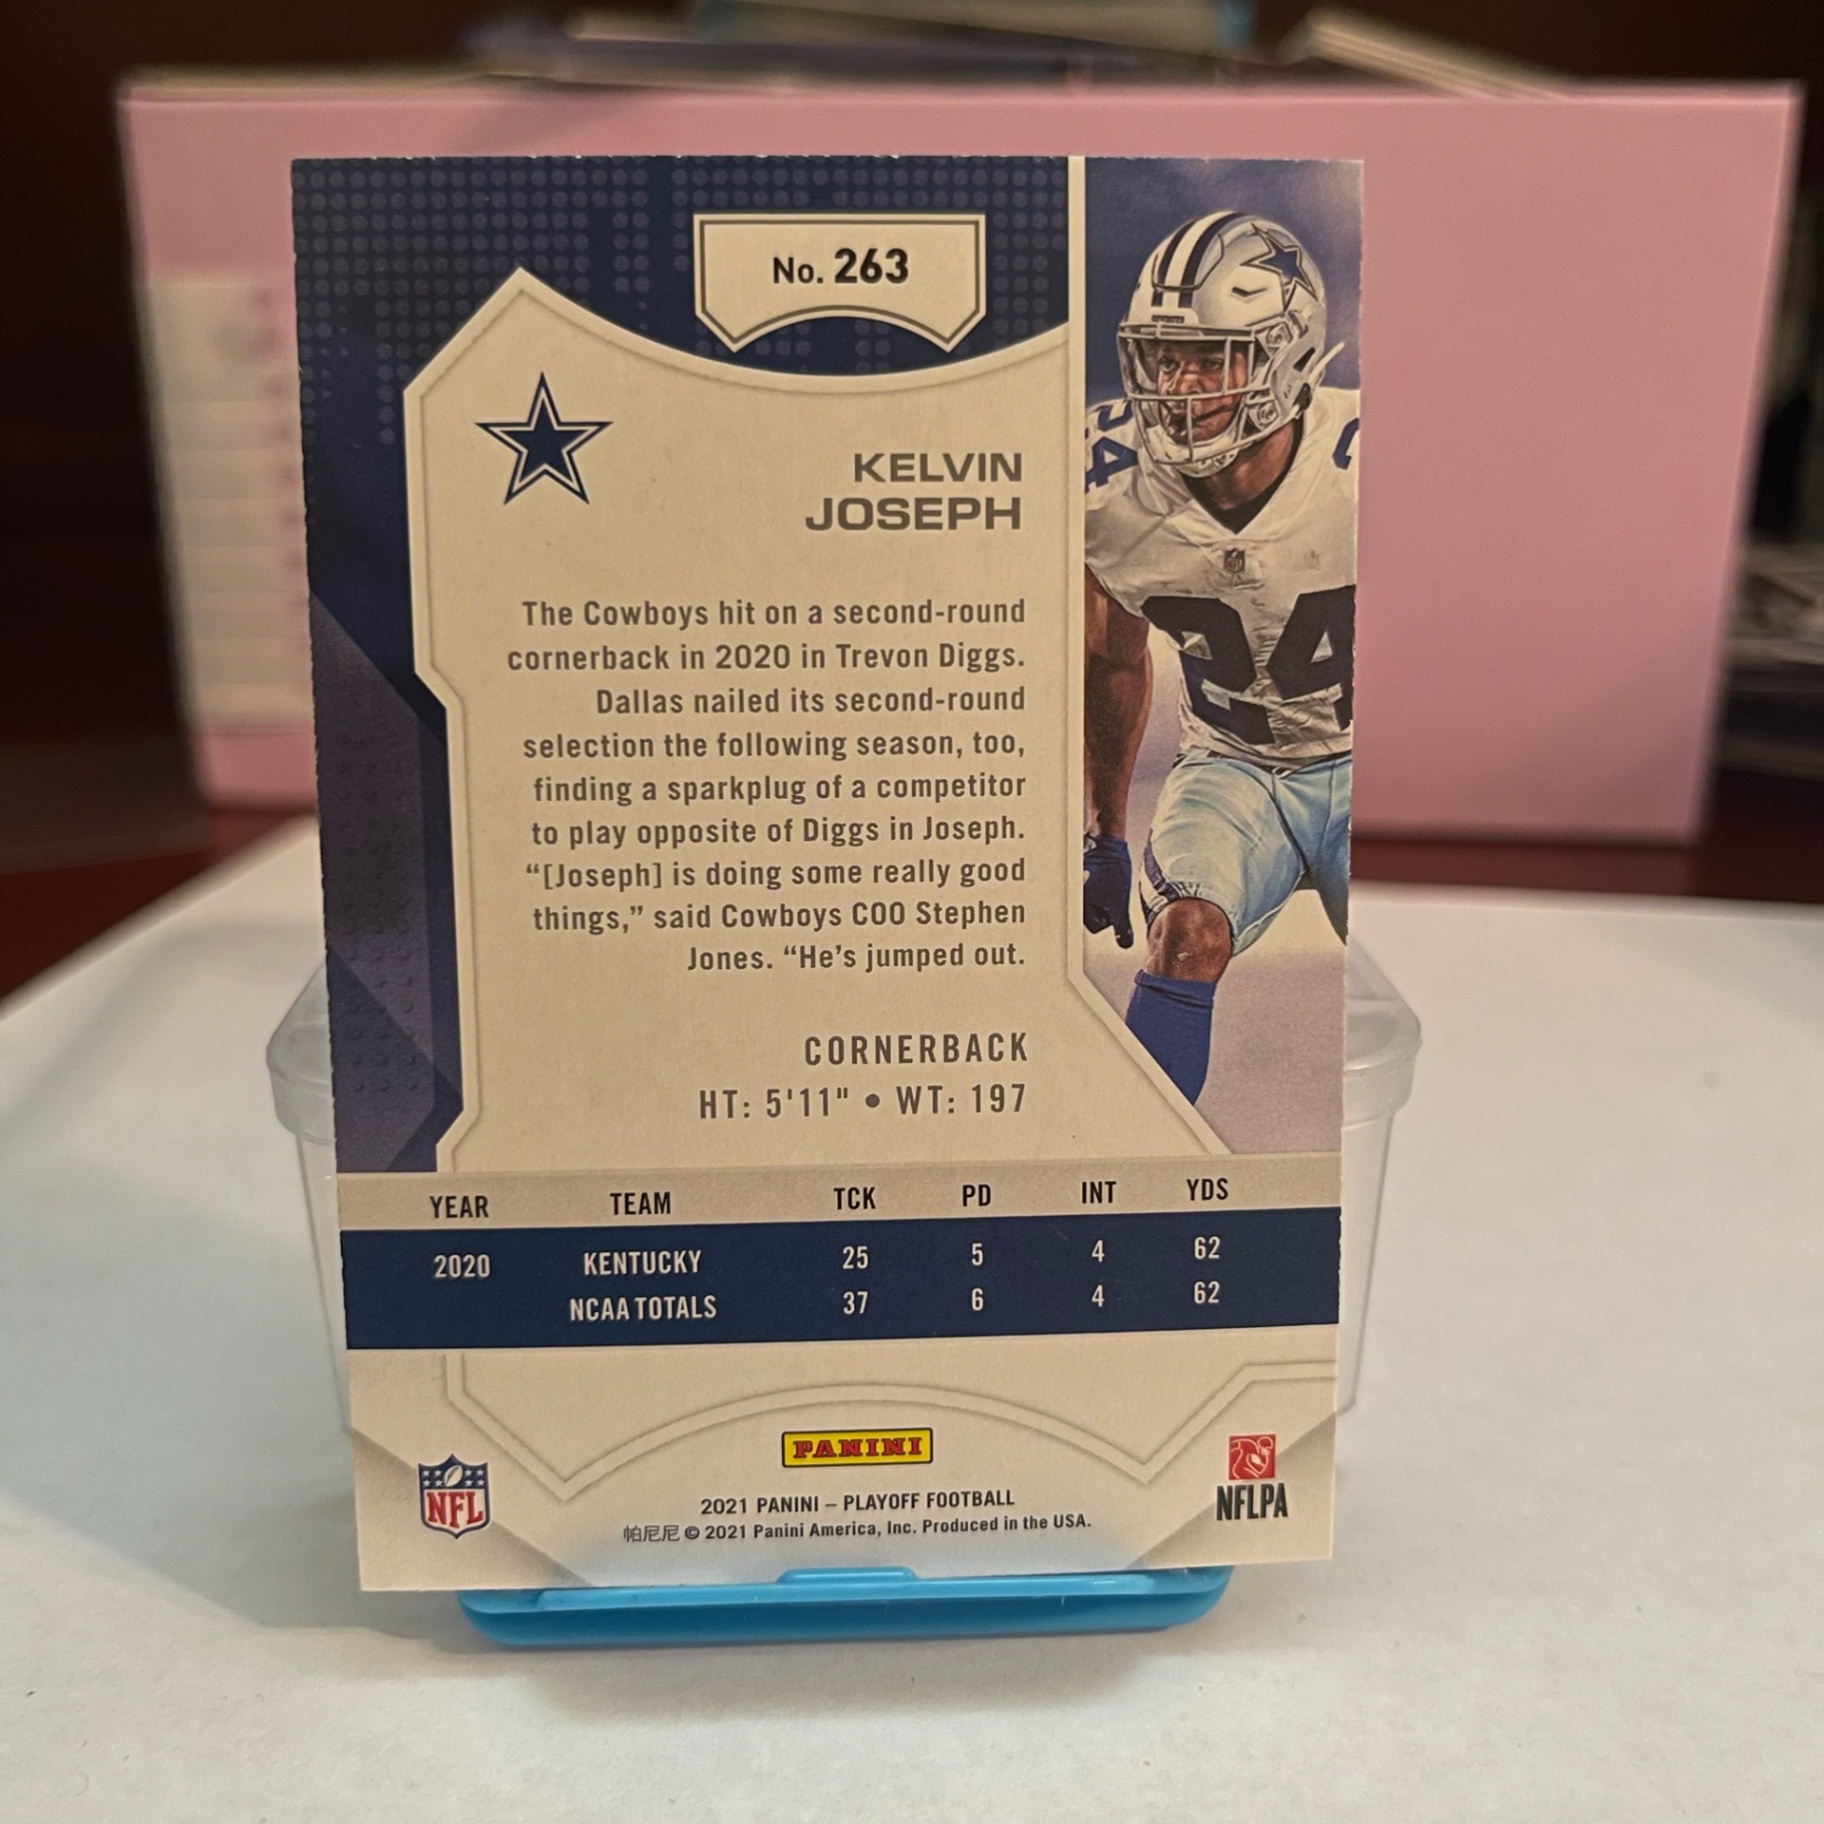 No. 263
KELVIN
JOSEPH
The Cowboys hit on a second-round
cornerback in 2020 in Trevon Diggs.
Dallas nailed its second-round
selection the following season, too,
finding a sparkplug of a competitor
to play opposite of Diggs in Joseph.
“[Joseph] is doing some really good
things,” said Cowboys COO Stephen
Jones. “He’s jumped out.
CORNERBACK
HT: 5'11" • WT: 197
24
24
YEAR TEAM TCK PD INT YDS
2020 KENTUCKY 25 5 4 62
NCAA TOTALS 37 6 4 62
PANINI
NFL
NFLPA
2021 PANINI – PLAYOFF FOOTBALL
帕尼尼 © 2021 Panini America, Inc. Produced in the USA.